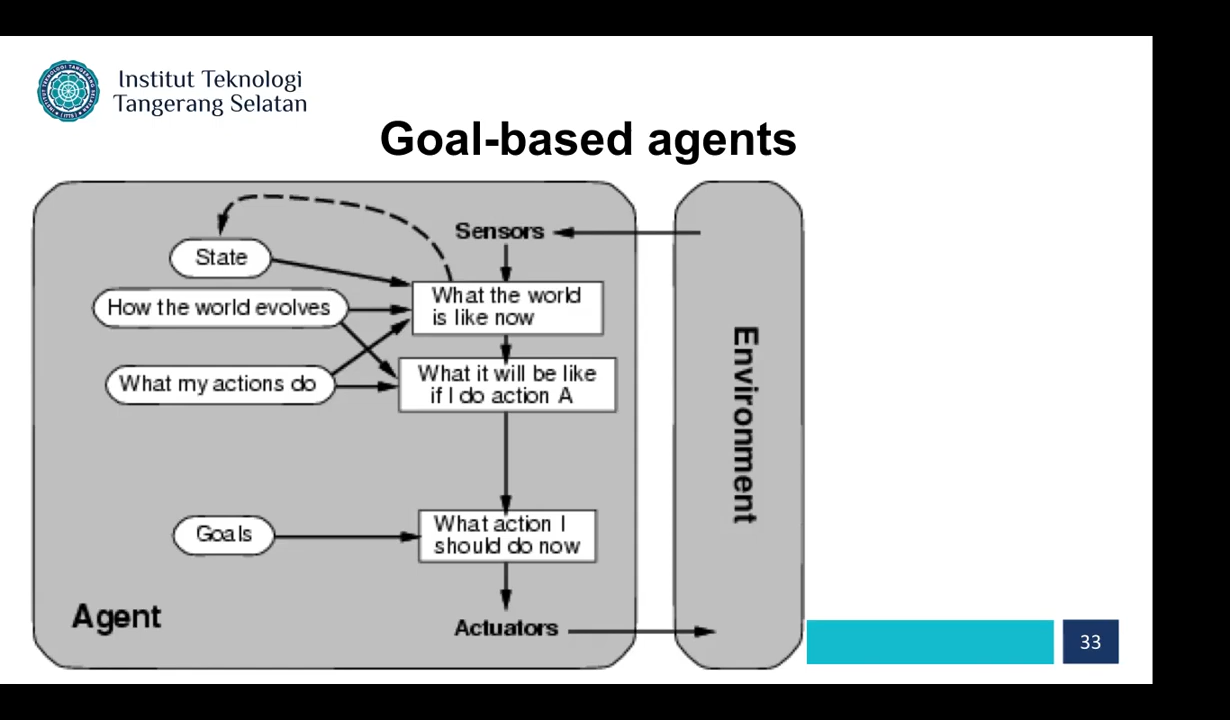 Institut Teknologi
Tangerang Selatan
Goal-based agents
Sensors
State
What the world
is like now
How the world evolves
What it will be like
if I do action A
What my actions do
Environment
What action I
should do now
Goals
Agent
Actuators
33